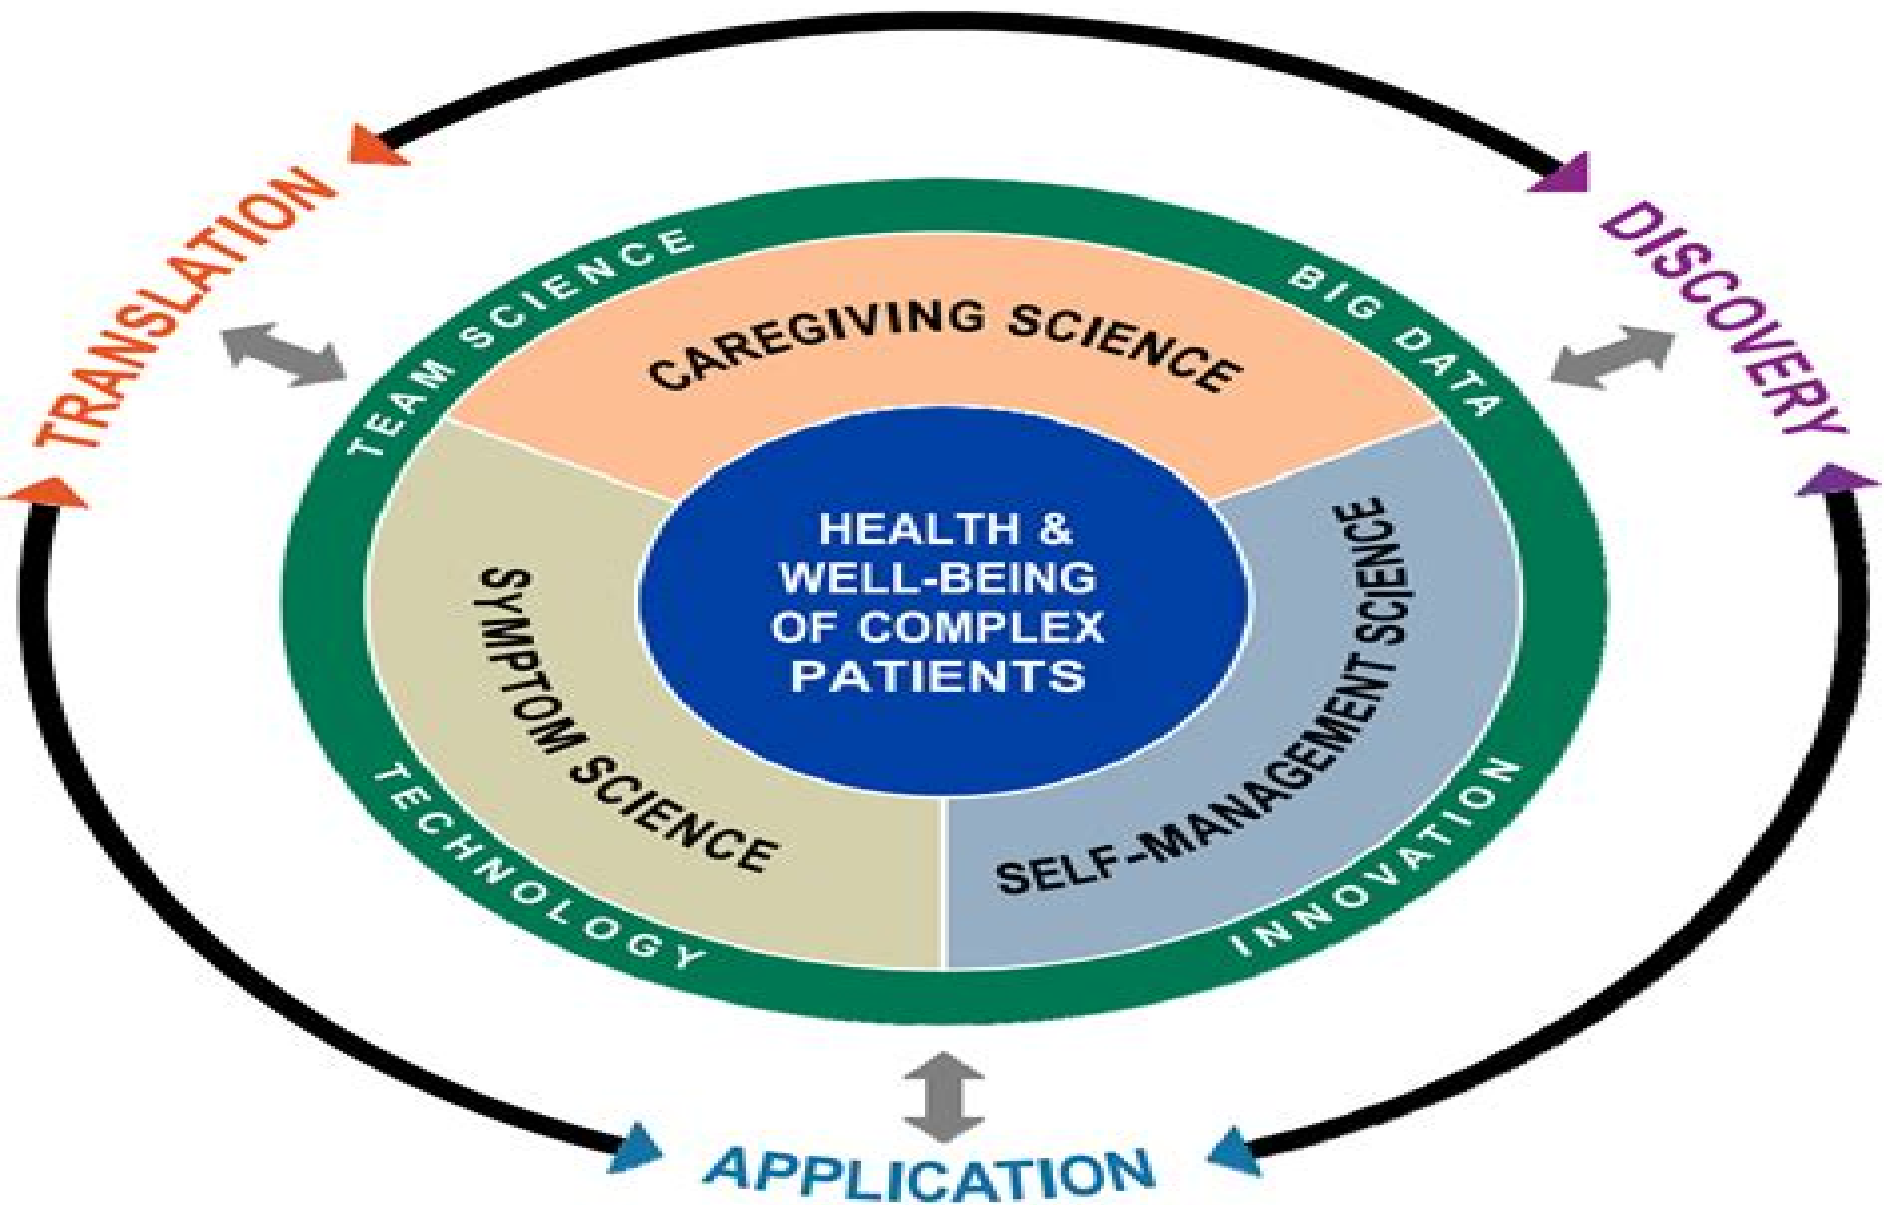 TRANSLATION
DISCOVERY
TEAM SCIENCE
BIG DATA
CAREGIVING SCIENCE
HEALTH &
WELL-BEING
OF COMPLEX
PATIENTS
SYMPTOM SCIENCE
SELF-MANAGEMENT SCIENCE
TECHNOLOGY
INNOVATION
APPLICATION